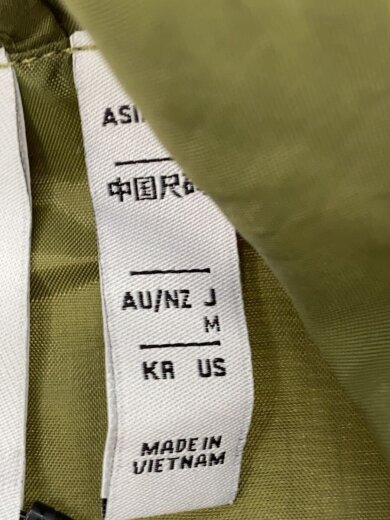 中国尺
AU/NZ J
M
KR US
MADE IN
VIETNAM